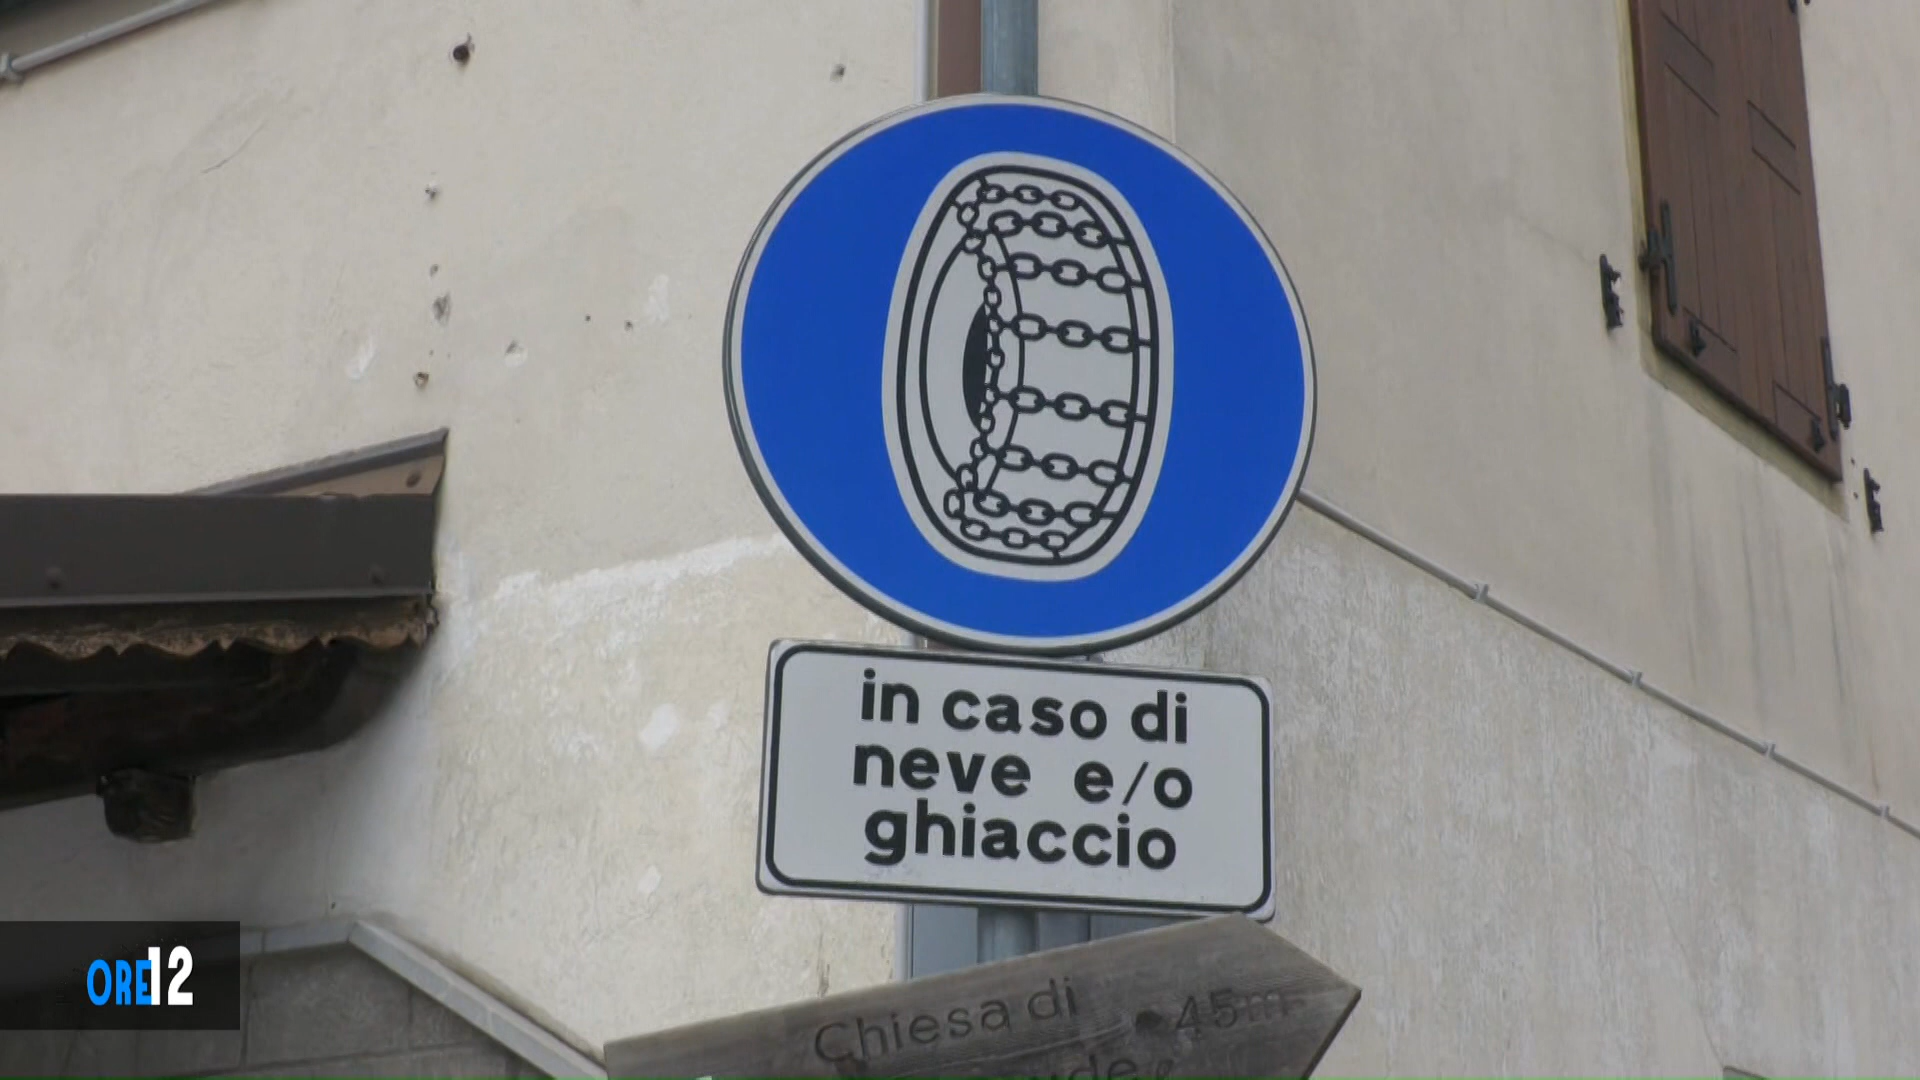 in caso di
neve e/o
ghiaccio
Chiesa di
45m
ORE12